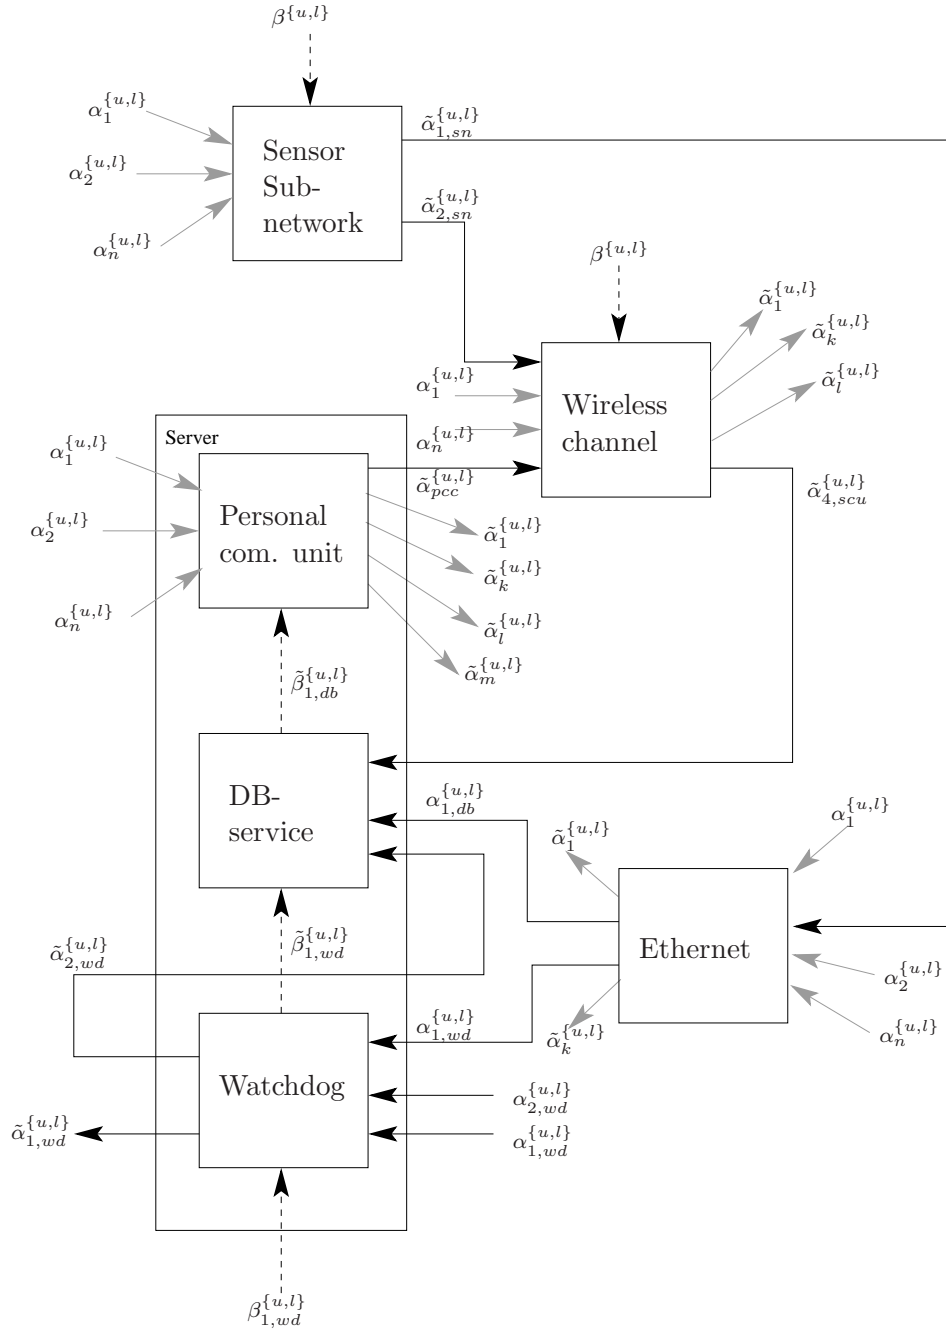 β^{u,l}
α_1^{u,l}
α̃_{1,sn}^{u,l}
Sensor
Sub-
network
α_2^{u,l}
α̃_{2,sn}^{u,l}
α_n^{u,l}
β^{u,l}
α̃_1^{u,l}
α̃_k^{u,l}
α̃_l^{u,l}
α_1^{u,l}
Wireless
channel
α_n^{u,l}
Server
α_1^{u,l}
α̃_{pcc}^{u,l}
α̃_{4,scu}^{u,l}
Personal
com. unit
α_2^{u,l}
α̃_1^{u,l}
α̃_k^{u,l}
α_n^{u,l}
α̃_l^{u,l}
α̃_m^{u,l}
β̃_{1,db}^{u,l}
DB-
service
α_{1,db}^{u,l}
α̃_1^{u,l}
α_1^{u,l}
β̃_{1,wd}^{u,l}
α̃_{2,wd}^{u,l}
Ethernet
α_2^{u,l}
α_{1,wd}^{u,l}
α̃_k^{u,l}
α_n^{u,l}
Watchdog
α_{2,wd}^{u,l}
α̃_{1,wd}^{u,l}
α_{1,wd}^{u,l}
β_{1,wd}^{u,l}